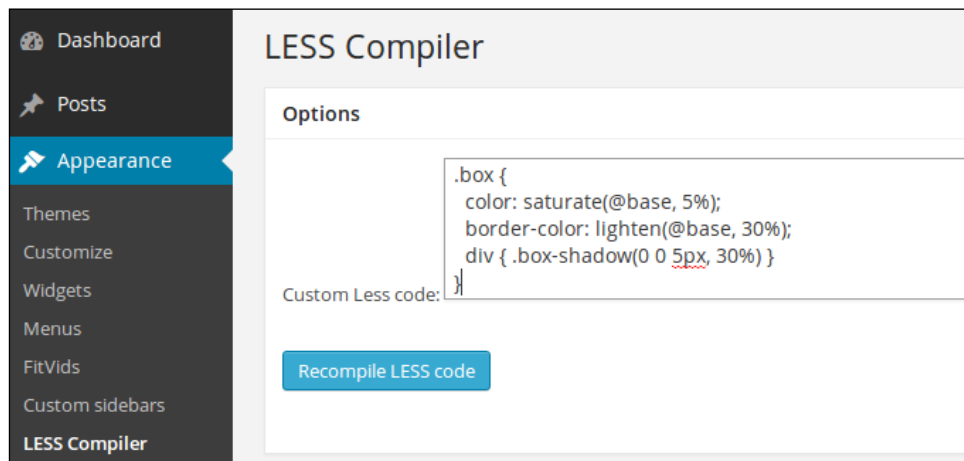 Dashboard
Posts
Appearance
Themes
Customize
Widgets
Menus
FitVids
Custom sidebars
LESS Compiler
LESS Compiler
Options
Custom Less code:
.box {
  color: saturate(@base, 5%);
  border-color: lighten(@base, 30%);
  div { .box-shadow(0 0 5px, 30%) }
}
Recompile LESS code